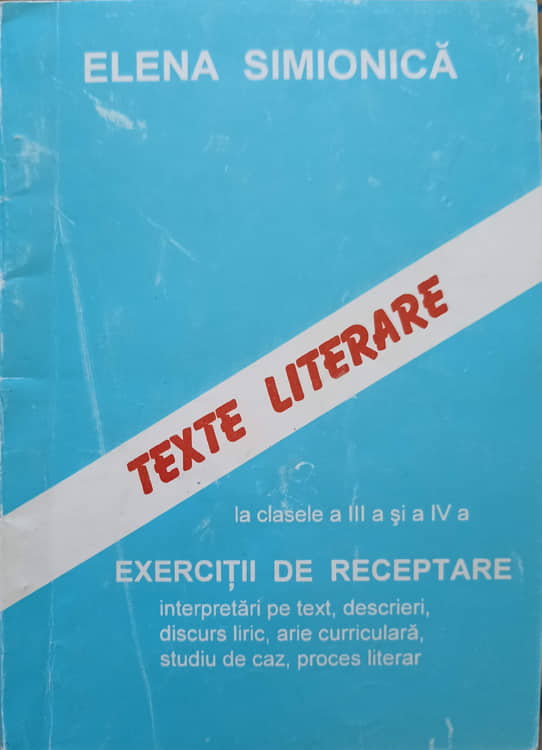 ELENA SIMIONICĂ
TEXTE LITERARE
la clasele a III a şi a IV a
EXERCIŢII DE RECEPTARE
interpretări pe text, descrieri,
discurs liric, arie curriculară,
studiu de caz, proces literar